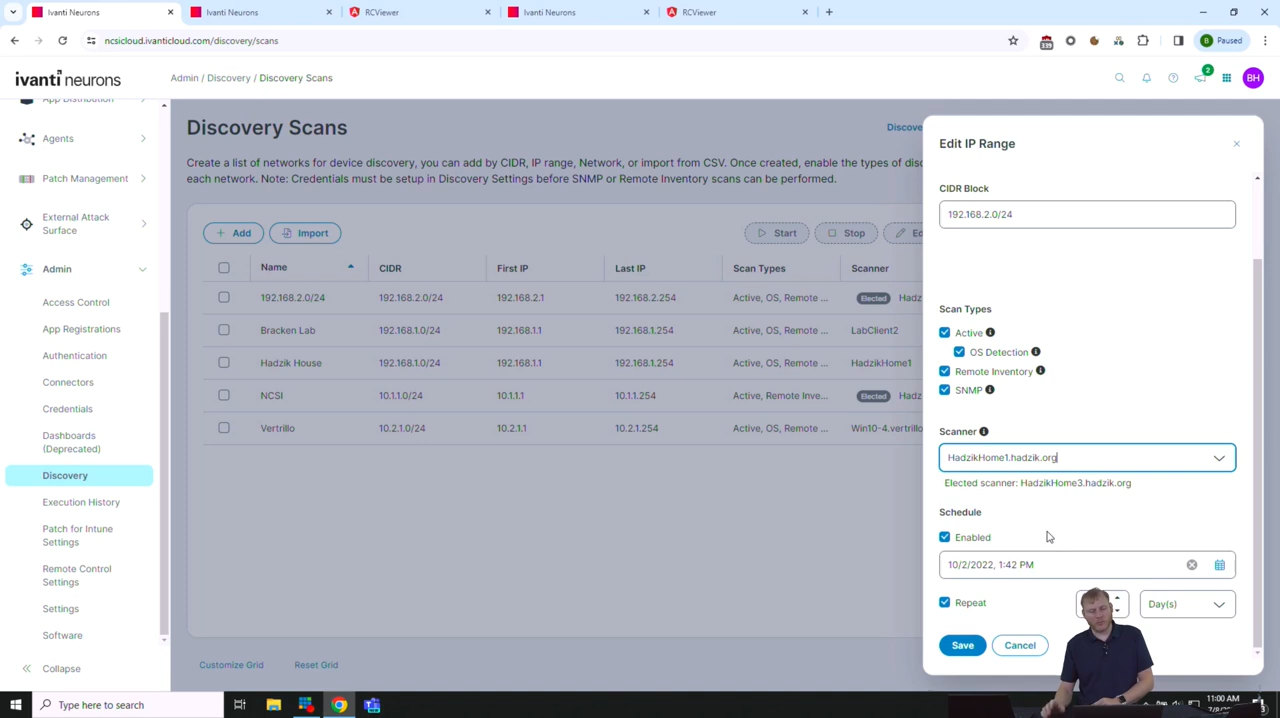 Ivanti Neurons
Ivanti Neurons
RCViewer
Ivanti Neurons
RCViewer
ncsicloud.ivanticloud.com/discovery/scans
339
B Paused
ivanti neurons
Admin / Discovery / Discovery Scans
2
BH
App Distribution
Agents
Patch Management
External Attack
Surface
Admin
Access Control
App Registrations
Authentication
Connectors
Credentials
Dashboards
(Deprecated)
Discovery
Execution History
Patch for Intune
Settings
Remote Control
Settings
Settings
Software
Collapse
Discovery Scans
Create a list of networks for device discovery, you can add by CIDR, IP range, Network, or import from CSV. Once created, enable the types of
each network. Note: Credentials must be setup in Discovery Settings before SNMP or Remote Inventory scans can be performed.
+ Add
Import
Start
Stop
Name CIDR First IP Last IP Scan Types Scanner
192.168.2.0/24 192.168.2.0/24 192.168.2.1 192.168.2.254 Active, OS, Remote ... Elected
Bracken Lab 192.168.1.0/24 192.168.1.1 192.168.1.254 Active, OS, Remote ... LabClient2
Hadzik House 192.168.1.0/24 192.168.1.1 192.168.1.254 Active, OS, Remote ... HadzikHome1
NCSI 10.1.1.0/24 10.1.1.1 10.1.1.254 Active, Remote Inve... Elected
Vertrillo 10.2.1.0/24 10.2.1.1 10.2.1.254 Active, OS, Remote ... Win10-4.vertrillo
Customize Grid
Reset Grid
Edit IP Range
CIDR Block
192.168.2.0/24
Scan Types
Active
OS Detection
Remote Inventory
SNMP
Scanner
HadzikHome1.hadzik.org
Elected scanner: HadzikHome3.hadzik.org
Schedule
Enabled
10/2/2022, 1:42 PM
Repeat
Day(s)
Save
Cancel
Type here to search
11:00 AM